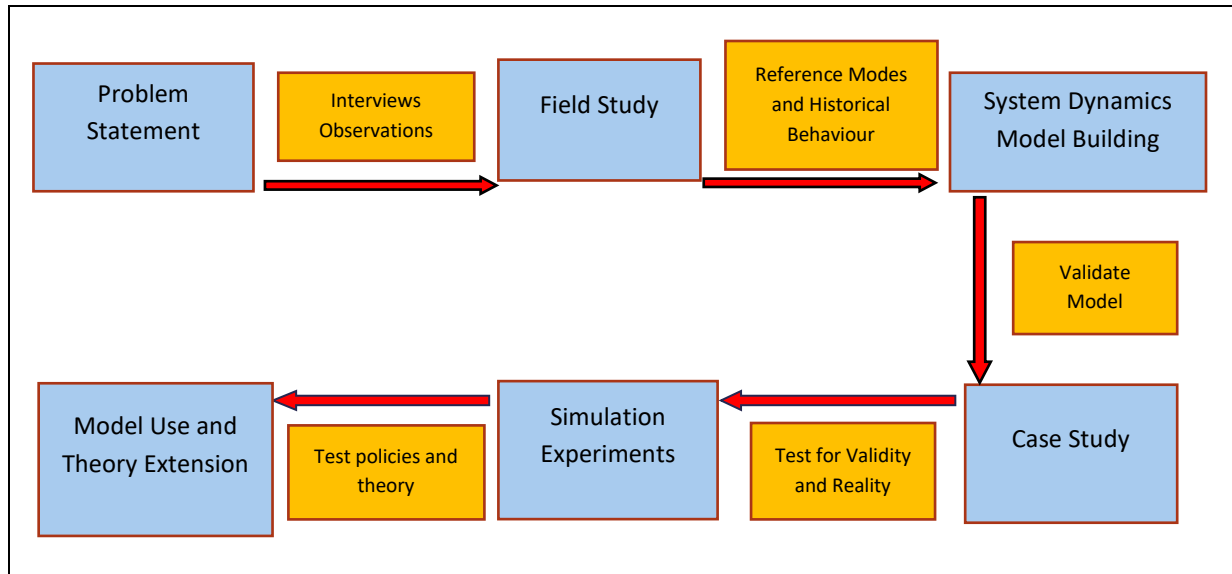 Problem
Statement
Interviews
Observations
Field Study
Reference Modes
and Historical
Behaviour
System Dynamics
Model Building
Validate
Model
Case Study
Test for Validity
and Reality
Simulation
Experiments
Test policies and
theory
Model Use and
Theory Extension